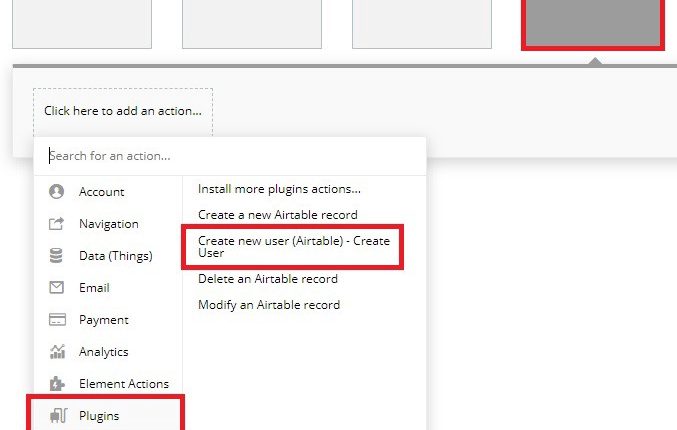 Click here to add an action...
Search for an action...
Account
Navigation
Data (Things)
Email
Payment
Analytics
Element Actions
Plugins
Install more plugins actions...
Create a new Airtable record
Create new user (Airtable) - Create
User
Delete an Airtable record
Modify an Airtable record